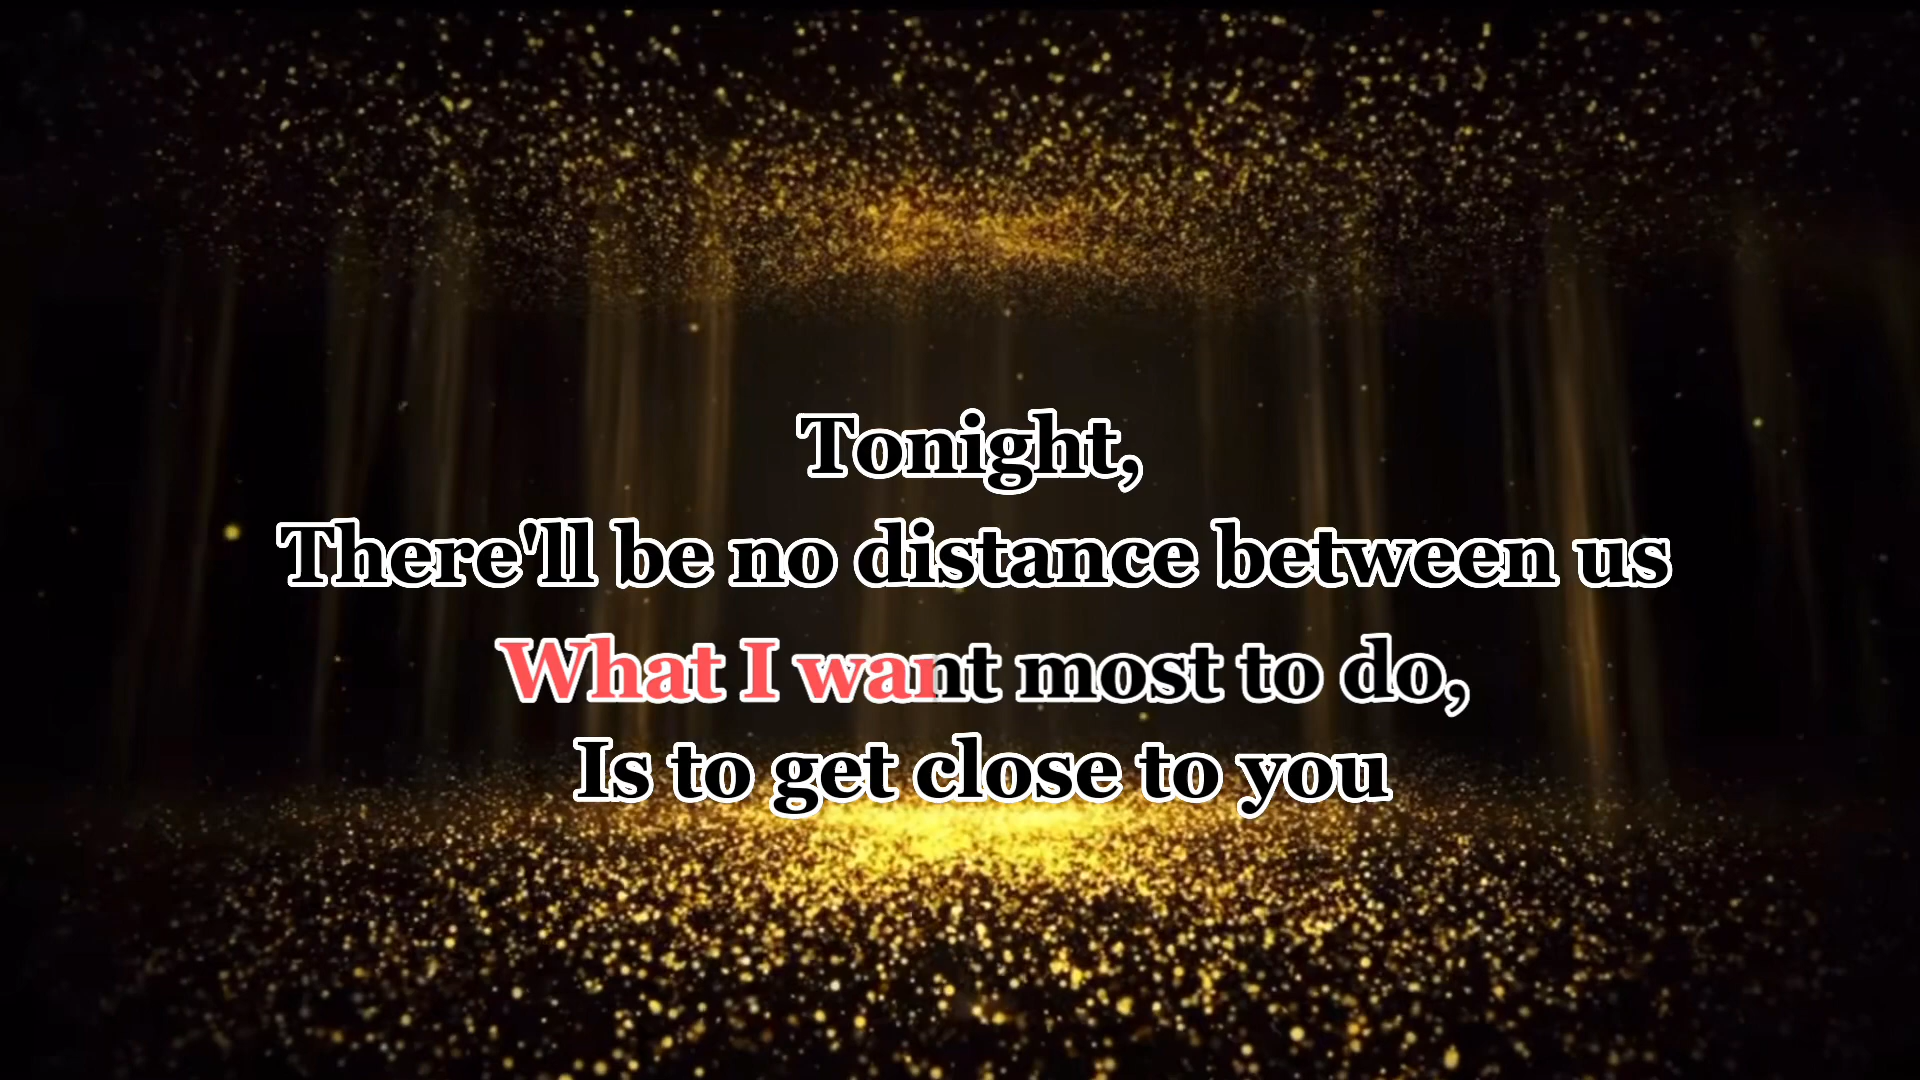 Tonight,
There'll be no distance between us
What I want most to do,
Is to get close to you